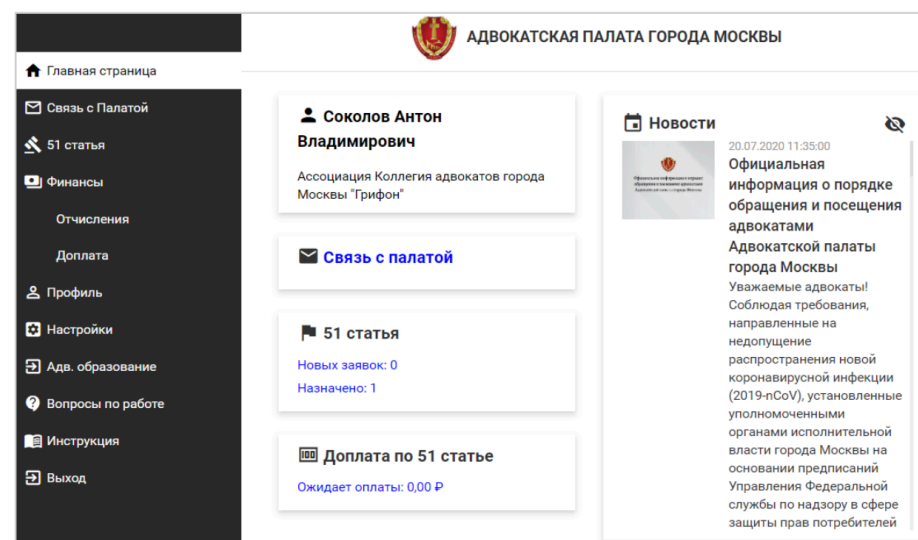 АДВОКАТСКАЯ ПАЛАТА ГОРОДА МОСКВЫ
Главная страница
Связь с Палатой
51 статья
Финансы
Отчисления
Доплата
Профиль
Настройки
Адв. образование
Вопросы по работе
Инструкция
Выход
Соколов Антон
Владимирович
Ассоциация Коллегия адвокатов города
Москвы "Грифон"
Связь с палатой
51 статья
Новых заявок: 0
Назначено: 1
100
Доплата по 51 статье
Ожидает оплаты: 0,00 ₽
Новости
20.07.2020 11:35:00
Официальная
информация о порядке
обращения и посещения
адвокатами
Адвокатской палаты
города Москвы
Уважаемые адвокаты!
Соблюдая требования,
направленные на
недопущение
распространения новой
коронавирусной инфекции
(2019-nCoV), установленные
уполномоченными
органами исполнительной
власти города Москвы на
основании предписаний
Управления Федеральной
службы по надзору в сфере
защиты прав потребителей